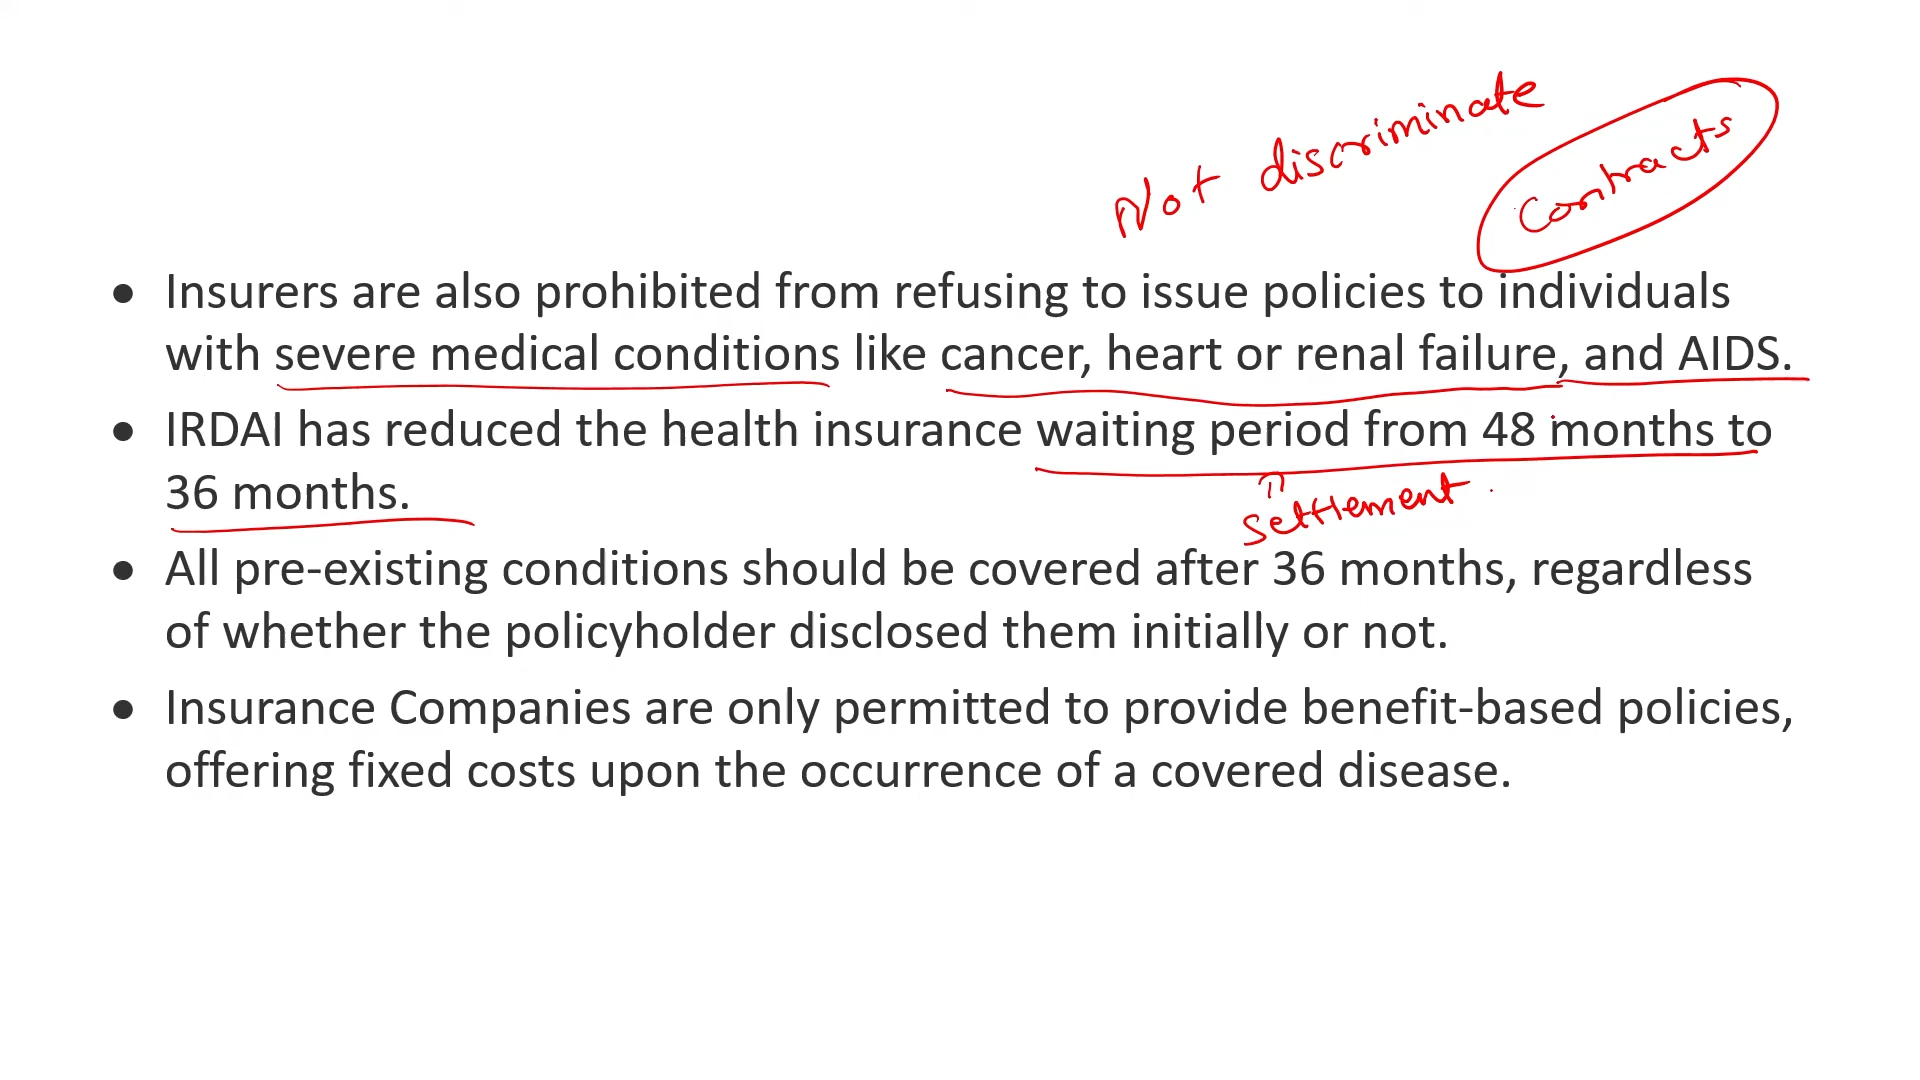 Not discriminate
Contracts
• Insurers are also prohibited from refusing to issue policies to individuals
with severe medical conditions like cancer, heart or renal failure, and AIDS.
• IRDAI has reduced the health insurance waiting period from 48 months to
36 months.
Settlement
• All pre-existing conditions should be covered after 36 months, regardless
of whether the policyholder disclosed them initially or not.
• Insurance Companies are only permitted to provide benefit-based policies,
offering fixed costs upon the occurrence of a covered disease.